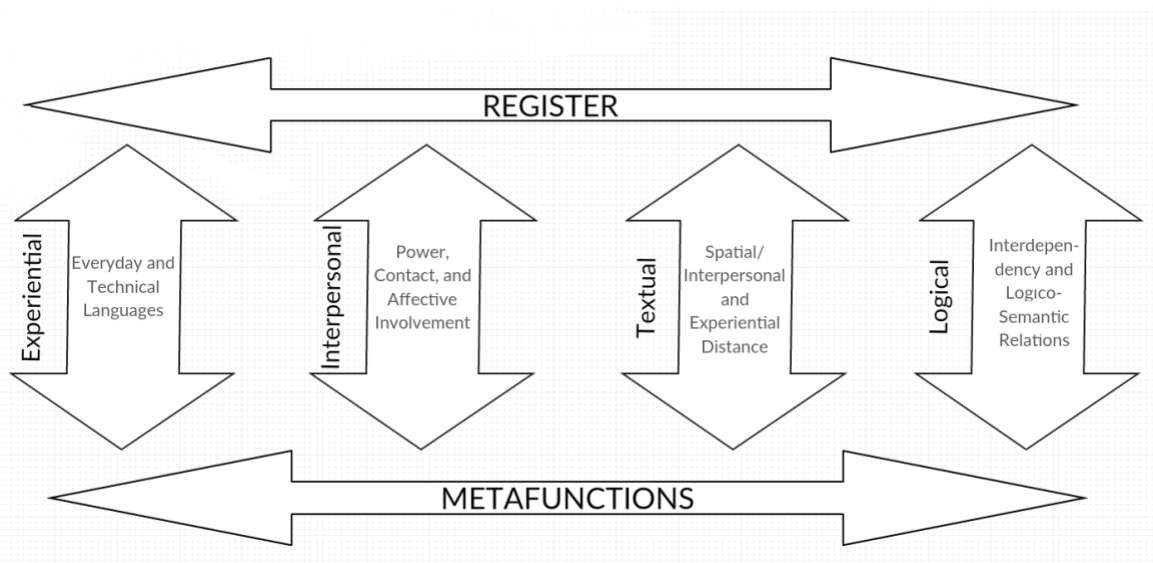 REGISTER
Experiential
Everyday and
Technical
Languages
Interpersonal
Power,
Contact, and
Affective
Involvement
Textual
Spatial/
Interpersonal
and
Experiential
Distance
Logical
Interdepen-
dency and
Logico-
Semantic
Relations
METAFUNCTIONS